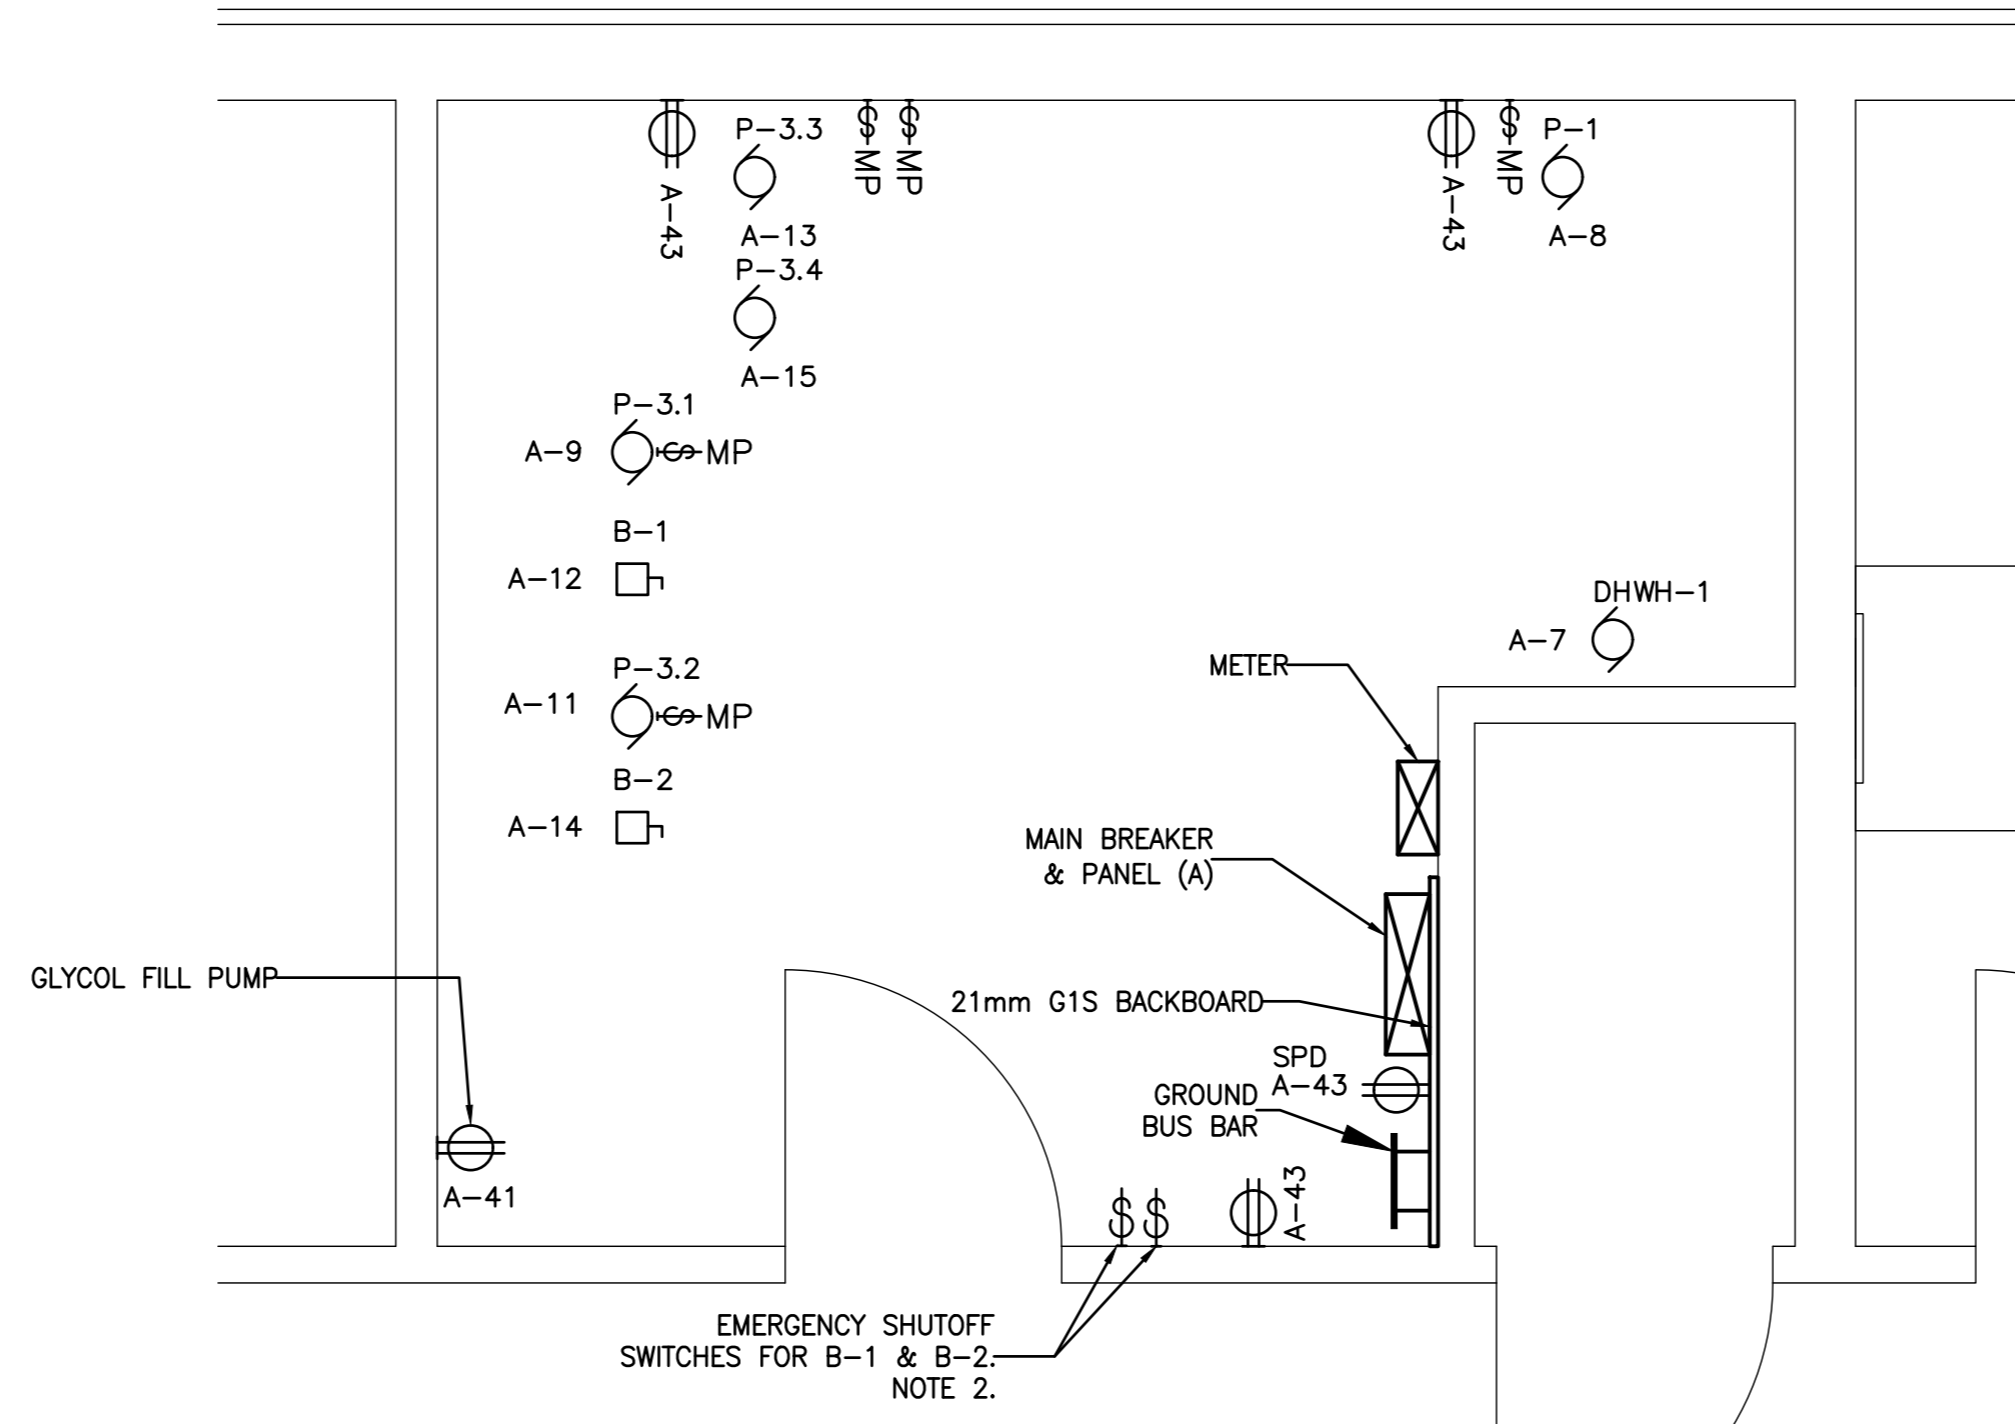 P-3.3
A-43
A-13
MP
MP
P-3.4
A-15
A-43
MP
P-1
A-8
P-3.1
A-9
MP
B-1
A-12
P-3.2
A-11
MP
B-2
A-14
DHWH-1
A-7
METER
MAIN BREAKER
& PANEL (A)
GLYCOL FILL PUMP
A-41
21mm G1S BACKBOARD
SPD
A-43
GROUND
BUS BAR
A-43
$ $
EMERGENCY SHUTOFF
SWITCHES FOR B-1 & B-2.
NOTE 2.